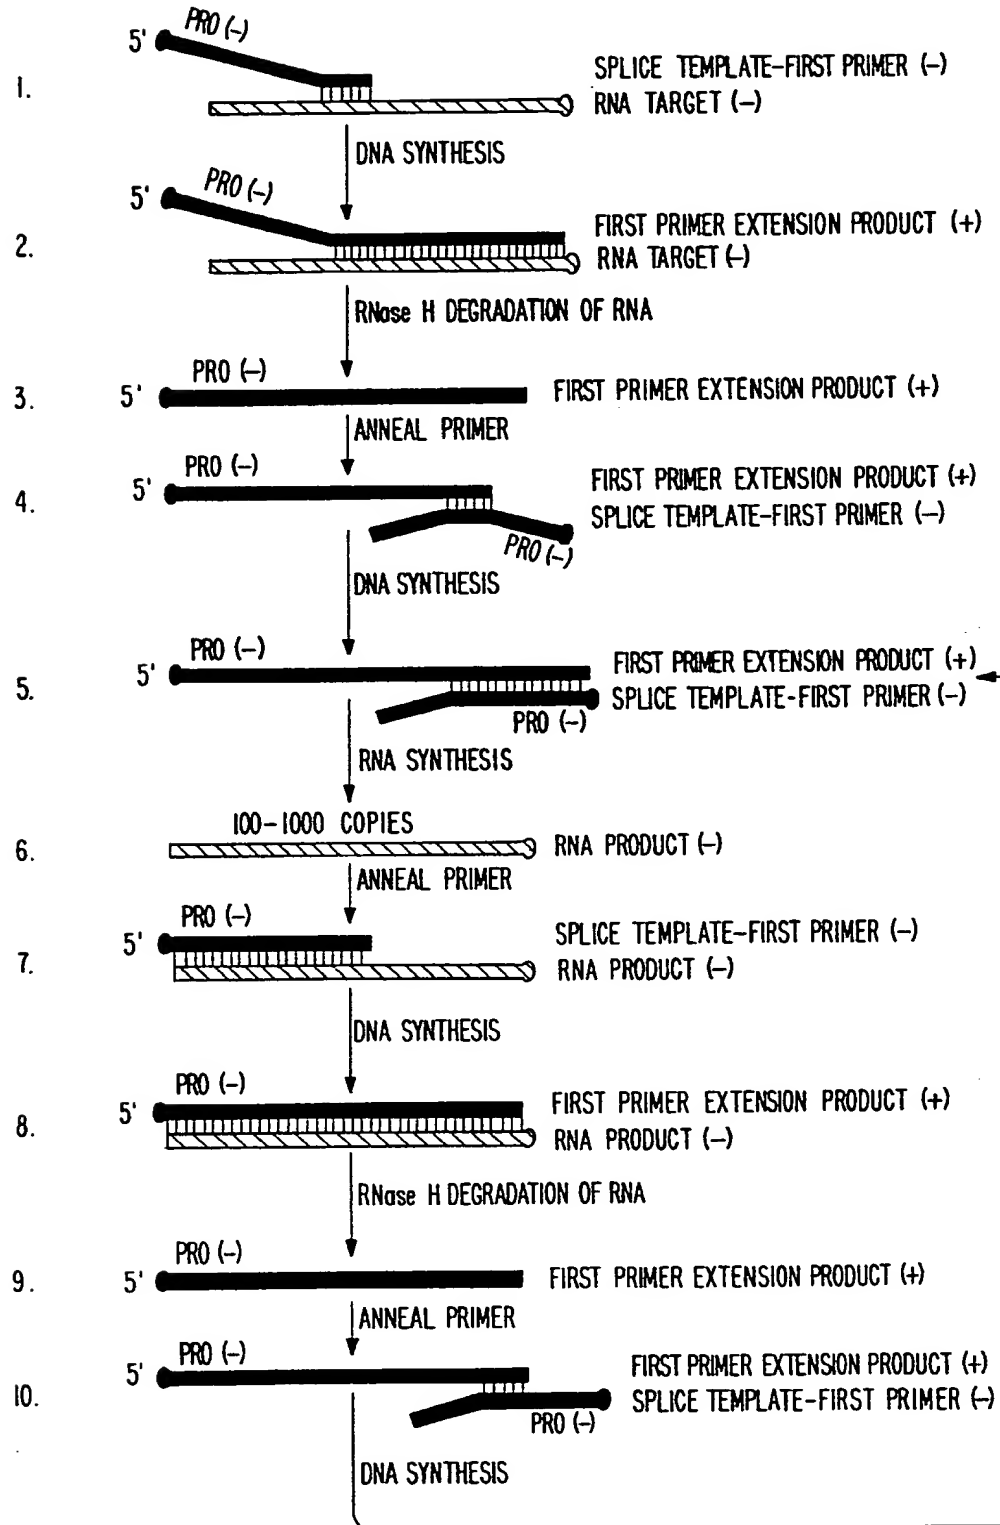 PRO (-)
5'
1.
SPLICE TEMPLATE-FIRST PRIMER (-)
RNA TARGET (-)
DNA SYNTHESIS
PRO (-)
5'
2.
FIRST PRIMER EXTENSION PRODUCT (+)
RNA TARGET (-)
RNase H DEGRADATION OF RNA
PRO (-)
3.
5'
FIRST PRIMER EXTENSION PRODUCT (+)
ANNEAL PRIMER
PRO (-)
4.
5'
FIRST PRIMER EXTENSION PRODUCT (+)
SPLICE TEMPLATE-FIRST PRIMER (-)
PRO (-)
DNA SYNTHESIS
PRO (-)
5'
5.
FIRST PRIMER EXTENSION PRODUCT (+)
SPLICE TEMPLATE-FIRST PRIMER (-)
PRO (-)
RNA SYNTHESIS
100-1000 COPIES
6.
RNA PRODUCT (-)
ANNEAL PRIMER
PRO (-)
5'
7.
SPLICE TEMPLATE-FIRST PRIMER (-)
RNA PRODUCT (-)
DNA SYNTHESIS
PRO (-)
5'
8.
FIRST PRIMER EXTENSION PRODUCT (+)
RNA PRODUCT (-)
RNase H DEGRADATION OF RNA
PRO (-)
9.
5'
FIRST PRIMER EXTENSION PRODUCT (+)
ANNEAL PRIMER
PRO (-)
5'
10.
FIRST PRIMER EXTENSION PRODUCT (+)
SPLICE TEMPLATE-FIRST PRIMER (-)
PRO (-)
DNA SYNTHESIS